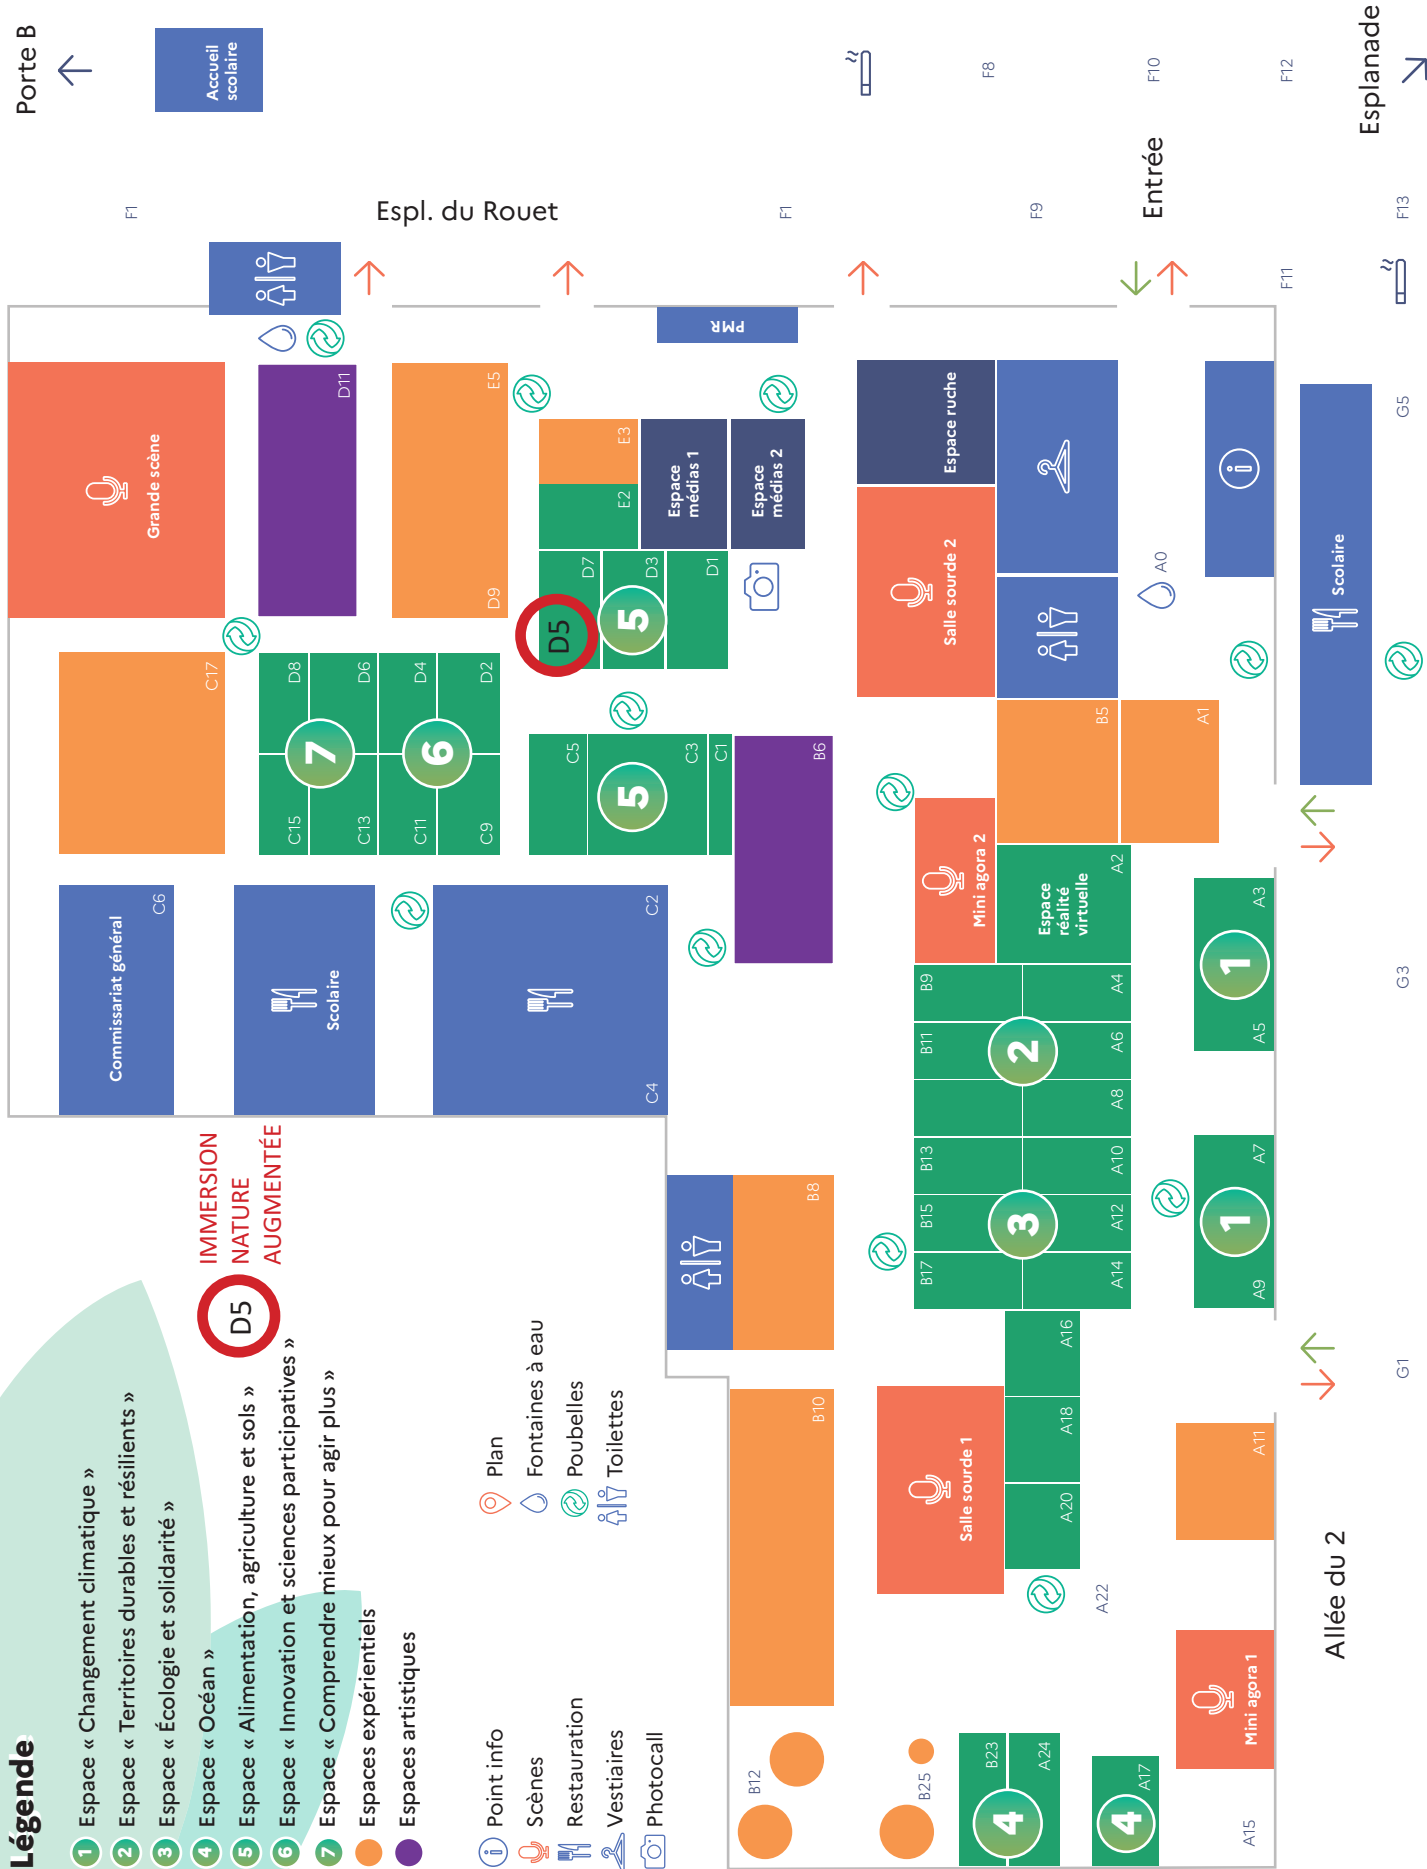 Légende
1 Espace « Changement climatique »
2 Espace « Territoires durables et résilients »
3 Espace « Écologie et solidarité »
4 Espace « Océan »
5 Espace « Alimentation, agriculture et sols »
6 Espace « Innovation et sciences participatives »
7 Espace « Comprendre mieux pour agir plus »
Espaces expérientiels
Espaces artistiques
Point info
Scènes
Restauration
Vestiaires
Photocall
Plan
Fontaines à eau
Poubelles
Toilettes
D5
IMMERSION
NATURE
AUGMENTÉE
Commissariat général
C6
C17
Grande scène
F1
Porte B
Accueil
scolaire
Scolaire
C15
D8
7
C13
D6
C11
D4
6
C9
D2
D11
D9
E5
Espl. du Rouet
C4
C2
C5
5
C3
C1
D5
D7
5
D3
D1
E2
E3
Espace
médias 1
Espace
médias 2
PMR
F1
B12
B10
B8
B6
B25
Salle sourde 1
B17
B15
B13
B11
B9
Mini agora 2
Salle sourde 2
Espace ruche
F8
B23
4
A24
A20
A18
A16
3
2
A14
A12
A10
A8
A6
A4
Espace
réalité
virtuelle
A2
B5
A1
A0
F9
F10
Entrée
4
A17
A22
A15
Mini agora 1
A11
A9
1
A7
A5
1
A3
F11
F12
Allée du 2
Scolaire
Esplanade
G1
G3
G5
F13